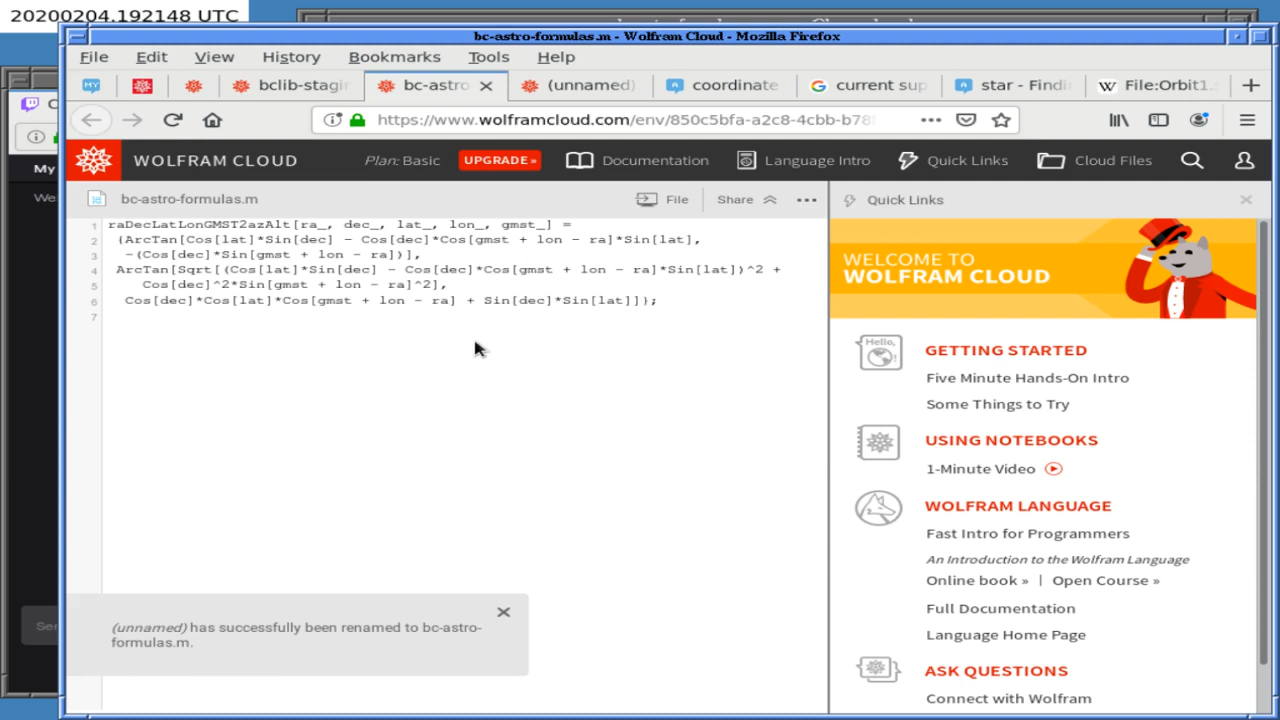 20200204.192148 UTC
bc-astro-formulas.m - Wolfram Cloud - Mozilla Firefox
File Edit View History Bookmarks Tools Help
MY bclib-stagin bc-astro (unnamed) coordinate current sup star - Findi W File:Orbit1.
https://www.wolframcloud.com/env/850c5bfa-a2c8-4cbb-b78f
WOLFRAM CLOUD Plan: Basic UPGRADE » Documentation Language Intro Quick Links Cloud Files
My
We
bc-astro-formulas.m File Share
Quick Links
1 raDecLatLonGMST2azAlt[ra_, dec_, lat_, lon_, gmst_] =
2 {ArcTan[Cos[lat]*Sin[dec] - Cos[dec]*Cos[gmst + lon - ra]*Sin[lat],
3 -(Cos[dec]*Sin[gmst + lon - ra])],
4 ArcTan[Sqrt[(Cos[lat]*Sin[dec] - Cos[dec]*Cos[gmst + lon - ra]*Sin[lat])^2 +
5 Cos[dec]^2*Sin[gmst + lon - ra]^2],
6 Cos[dec]*Cos[lat]*Cos[gmst + lon - ra] + Sin[dec]*Sin[lat]]};
7
WELCOME TO
WOLFRAM CLOUD
Hello,
GETTING STARTED
Five Minute Hands-On Intro
Some Things to Try
USING NOTEBOOKS
1-Minute Video
WOLFRAM LANGUAGE
Fast Intro for Programmers
An Introduction to the Wolfram Language
Online book » | Open Course »
Full Documentation
Language Home Page
ASK QUESTIONS
Connect with Wolfram
Ser
(unnamed) has successfully been renamed to bc-astro-
formulas.m.